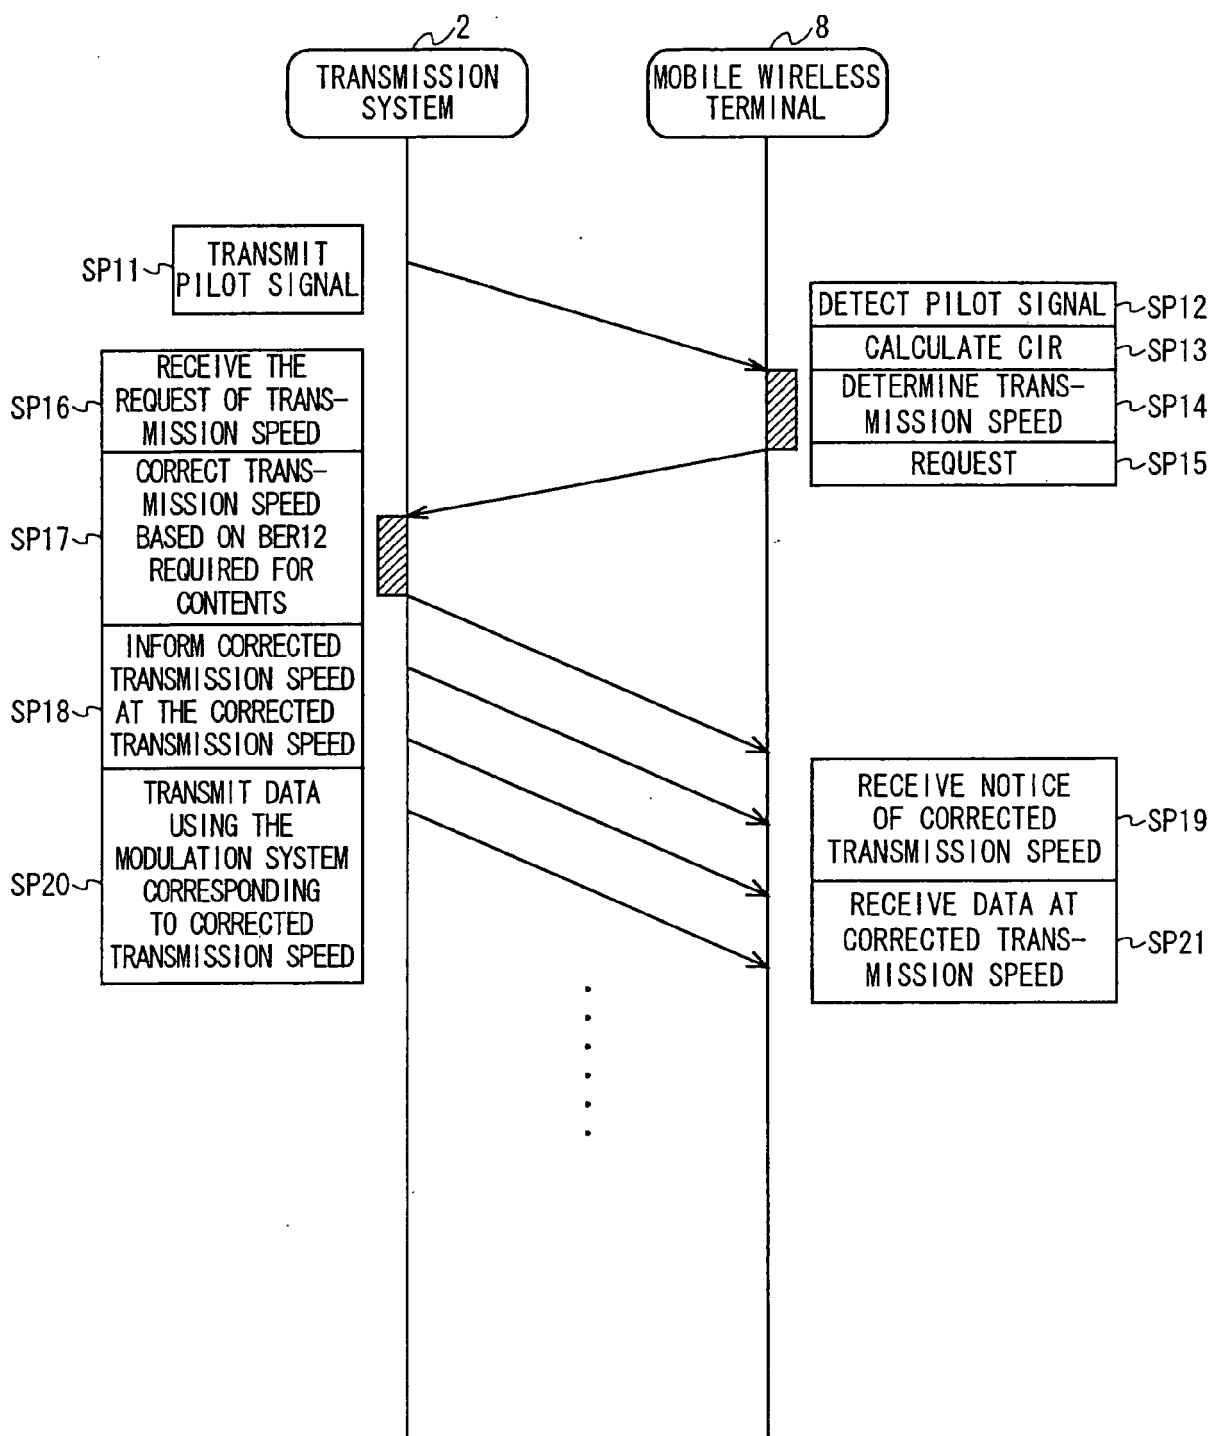 2
8
TRANSMISSION
SYSTEM
MOBILE WIRELESS
TERMINAL
SP11
TRANSMIT
PILOT SIGNAL
DETECT PILOT SIGNAL
SP12
CALCULATE CIR
SP13
DETERMINE TRANS-
MISSION SPEED
SP14
REQUEST
SP15
SP16
RECEIVE THE
REQUEST OF TRANS-
MISSION SPEED
SP17
CORRECT TRANS-
MISSION SPEED
BASED ON BER12
REQUIRED FOR
CONTENTS
SP18
INFORM CORRECTED
TRANSMISSION SPEED
AT THE CORRECTED
TRANSMISSION SPEED
SP20
TRANSMIT DATA
USING THE
MODULATION SYSTEM
CORRESPONDING
TO CORRECTED
TRANSMISSION SPEED
RECEIVE NOTICE
OF CORRECTED
TRANSMISSION SPEED
SP19
RECEIVE DATA AT
CORRECTED TRANS-
MISSION SPEED
SP21